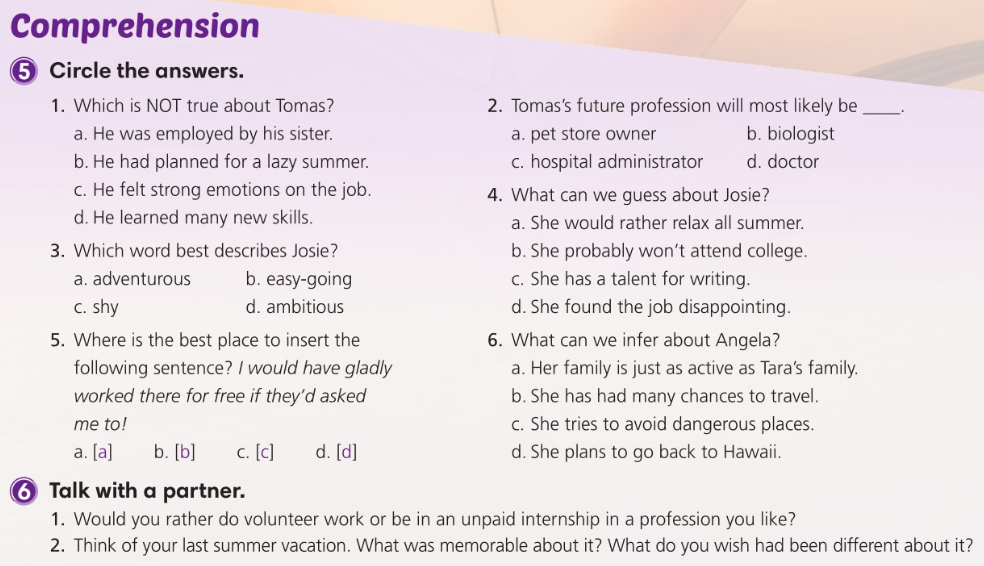 Comprehension
5 Circle the answers.
1. Which is NOT true about Tomas?
a. He was employed by his sister.
b. He had planned for a lazy summer.
c. He felt strong emotions on the job.
d. He learned many new skills.
2. Tomas's future profession will most likely be ____.
a. pet store owner b. biologist
c. hospital administrator d. doctor
3. Which word best describes Josie?
a. adventurous b. easy-going
c. shy d. ambitious
4. What can we guess about Josie?
a. She would rather relax all summer.
b. She probably won't attend college.
c. She has a talent for writing.
d. She found the job disappointing.
5. Where is the best place to insert the
following sentence? I would have gladly
worked there for free if they'd asked
me to!
a. [a] b. [b] c. [c] d. [d]
6. What can we infer about Angela?
a. Her family is just as active as Tara's family.
b. She has had many chances to travel.
c. She tries to avoid dangerous places.
d. She plans to go back to Hawaii.
6 Talk with a partner.
1. Would you rather do volunteer work or be in an unpaid internship in a profession you like?
2. Think of your last summer vacation. What was memorable about it? What do you wish had been different about it?